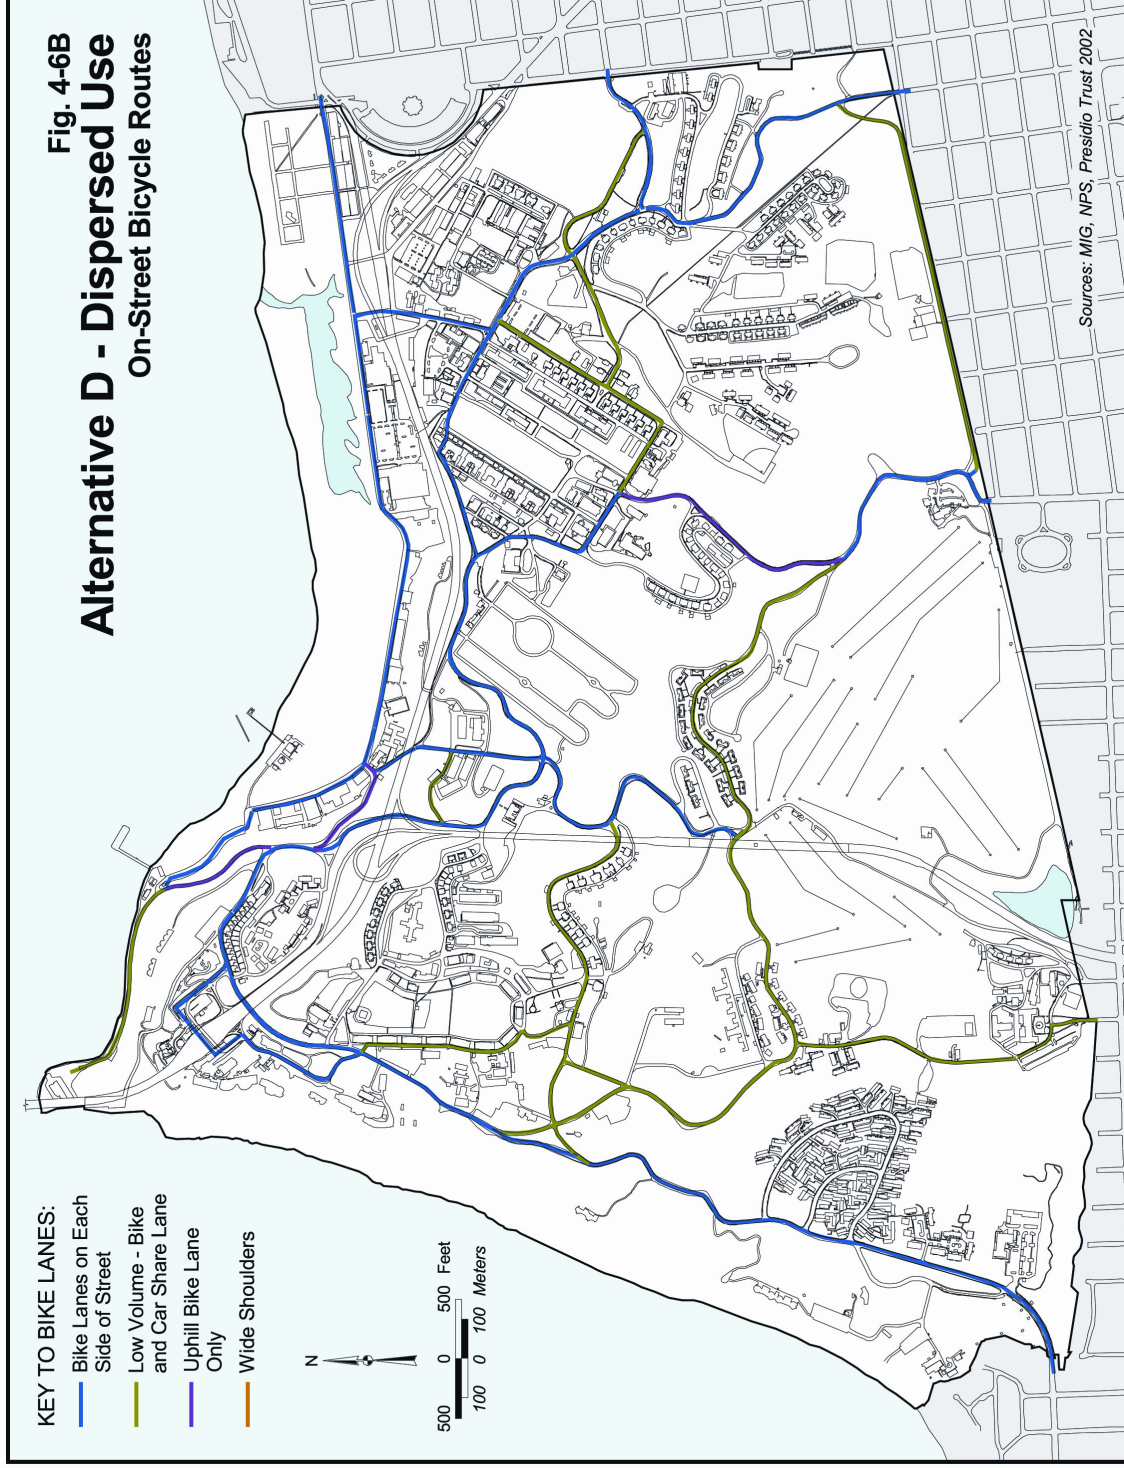 Fig. 4-6B
Alternative D - Dispersed Use
On-Street Bicycle Routes
KEY TO BIKE LANES:
Bike Lanes on Each
Side of Street
Low Volume - Bike
and Car Share Lane
Uphill Bike Lane
Only
Wide Shoulders
N
500 0 500 Feet
100 0 100 Meters
Sources: MIG, NPS, Presidio Trust 2002